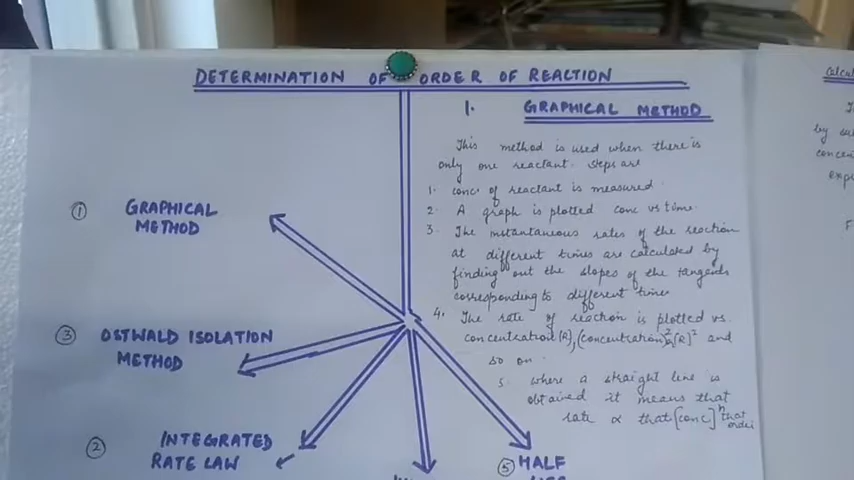 DETERMINATION OF ORDER OF REACTION
1. GRAPHICAL METHOD
This method is used when there is
only one reactant. Steps are
1. conc of reactant is measured.
2. A graph is plotted conc vs time.
3. The instantaneous rates of the reaction
at different times are calculated by
finding out the slopes of the tangents
corresponding to different time
4. The rate of reaction is plotted vs.
concentration(R), (concentration)² [R]² and
so on.
5. where a straight line is
obtained it means that
rate ∝ that [conc]ⁿ that
order
① GRAPHICAL
METHOD
③ OSTWALD ISOLATION
METHOD
② INTEGRATED
RATE LAW
⑤ HALF
by